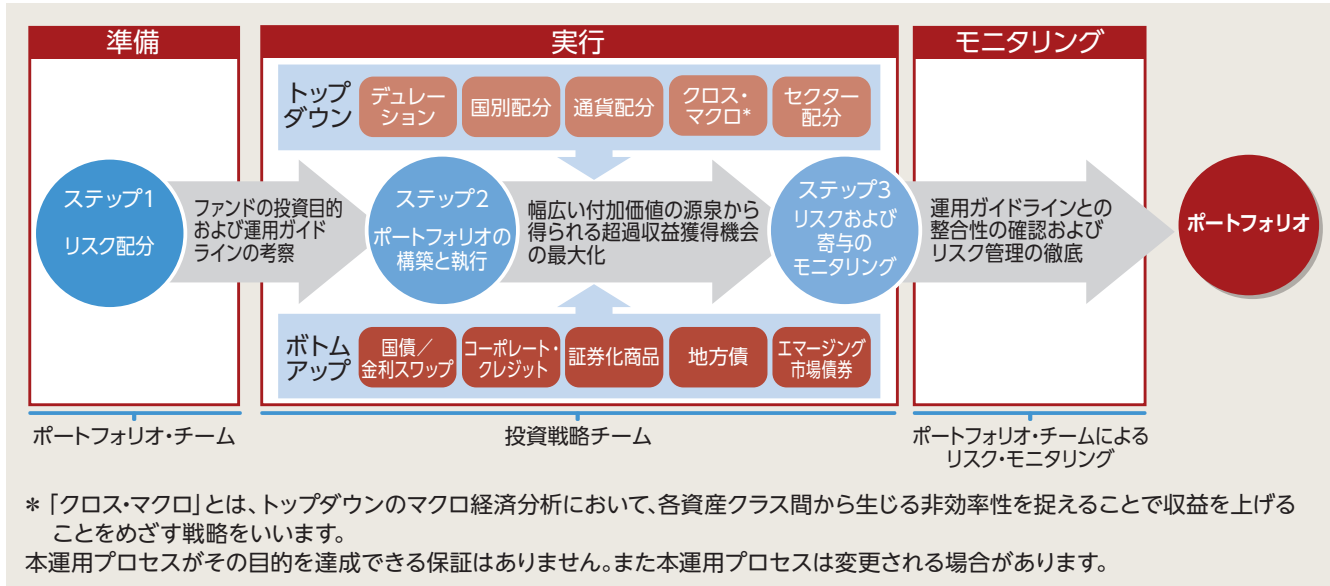 準備
実行
モニタリング
トップ
ダウン
デュレー
ション
国別配分
通貨配分
クロス・
マクロ*
セクター
配分
ステップ1
リスク配分
ファンドの投資目的
および運用ガイド
ラインの考察
ステップ2
ポートフォリオの
構築と執行
幅広い付加価値の源泉から
得られる超過収益獲得機会
の最大化
ステップ3
リスクおよび
寄与の
モニタリング
運用ガイドラインとの
整合性の確認および
リスク管理の徹底
ポートフォリオ
ボトム
アップ
国債／
金利スワップ
コーポレート・
クレジット
証券化商品
地方債
エマージング
市場債券
ポートフォリオ・チーム
投資戦略チーム
ポートフォリオ・チームによる
リスク・モニタリング
＊「クロス・マクロ」とは、トップダウンのマクロ経済分析において、各資産クラス間から生じる非効率性を捉えることで収益を上げる
ことをめざす戦略をいいます。
本運用プロセスがその目的を達成できる保証はありません。また本運用プロセスは変更される場合があります。